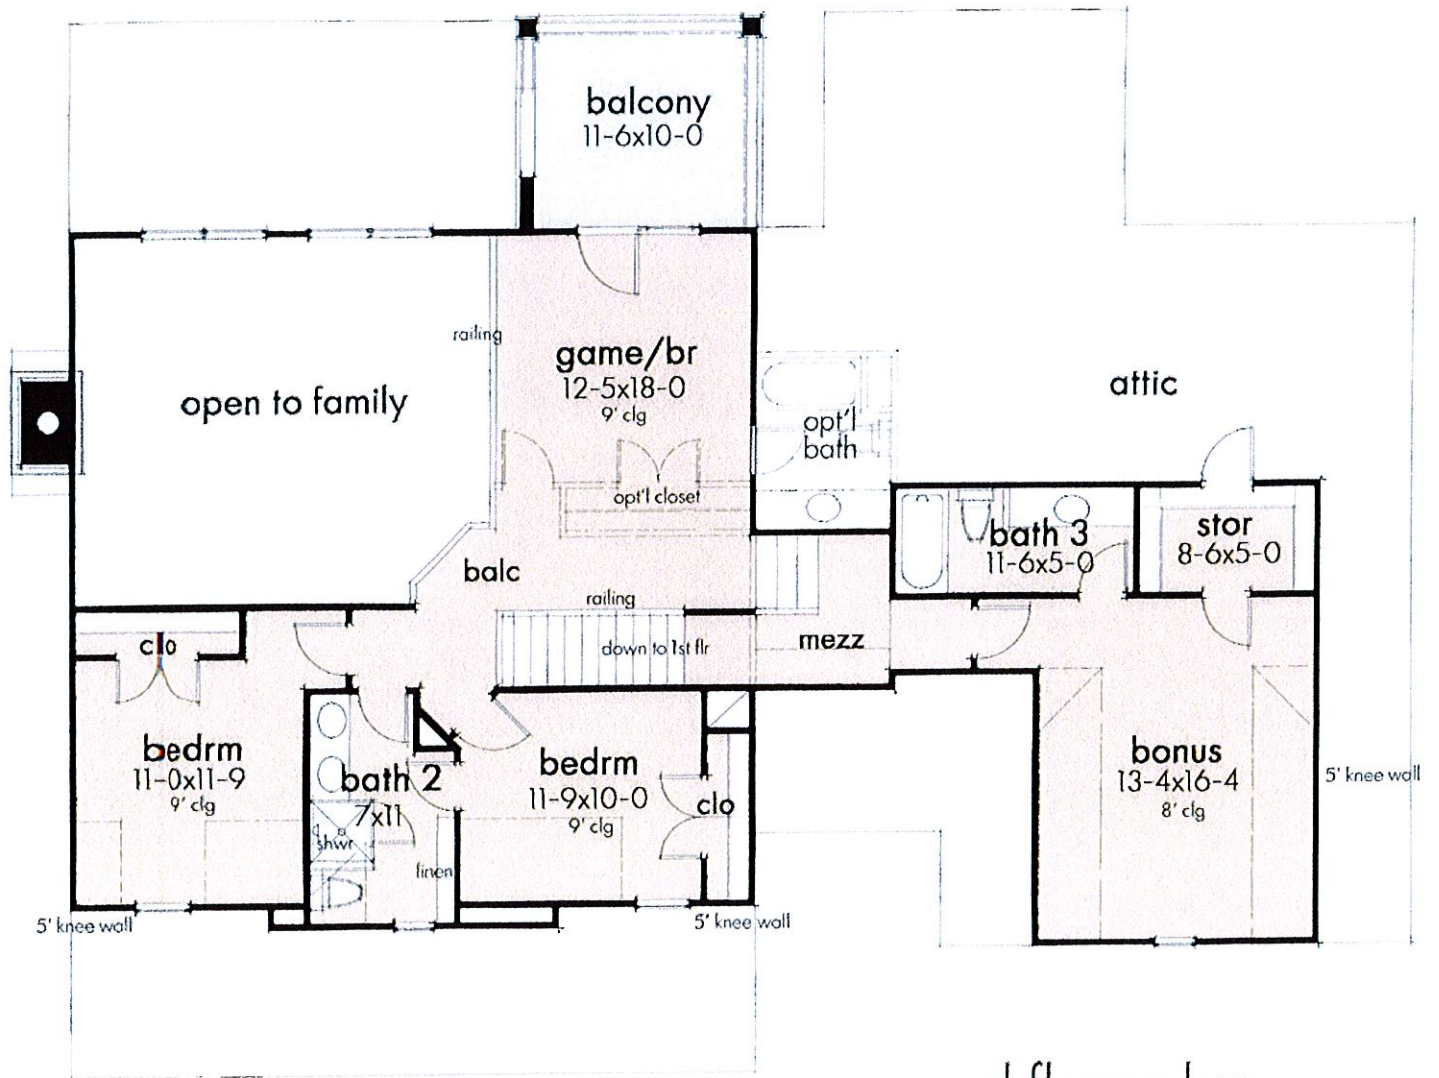 balcony
11-6x10-0
railing
game/br
12-5x18-0
9' clg
open to family
attic
opt'l
bath
opt'l closet
bath 3
11-6x5-0
stor
8-6x5-0
balc
railing
clo
down to 1st flr
mezz
bedrm
11-0x11-9
9' clg
bath 2
7x11
shwr
linen
bedrm
11-9x10-0
9' clg
clo
bonus
13-4x16-4
8' clg
5' knee wall
5' knee wall
5' knee wall